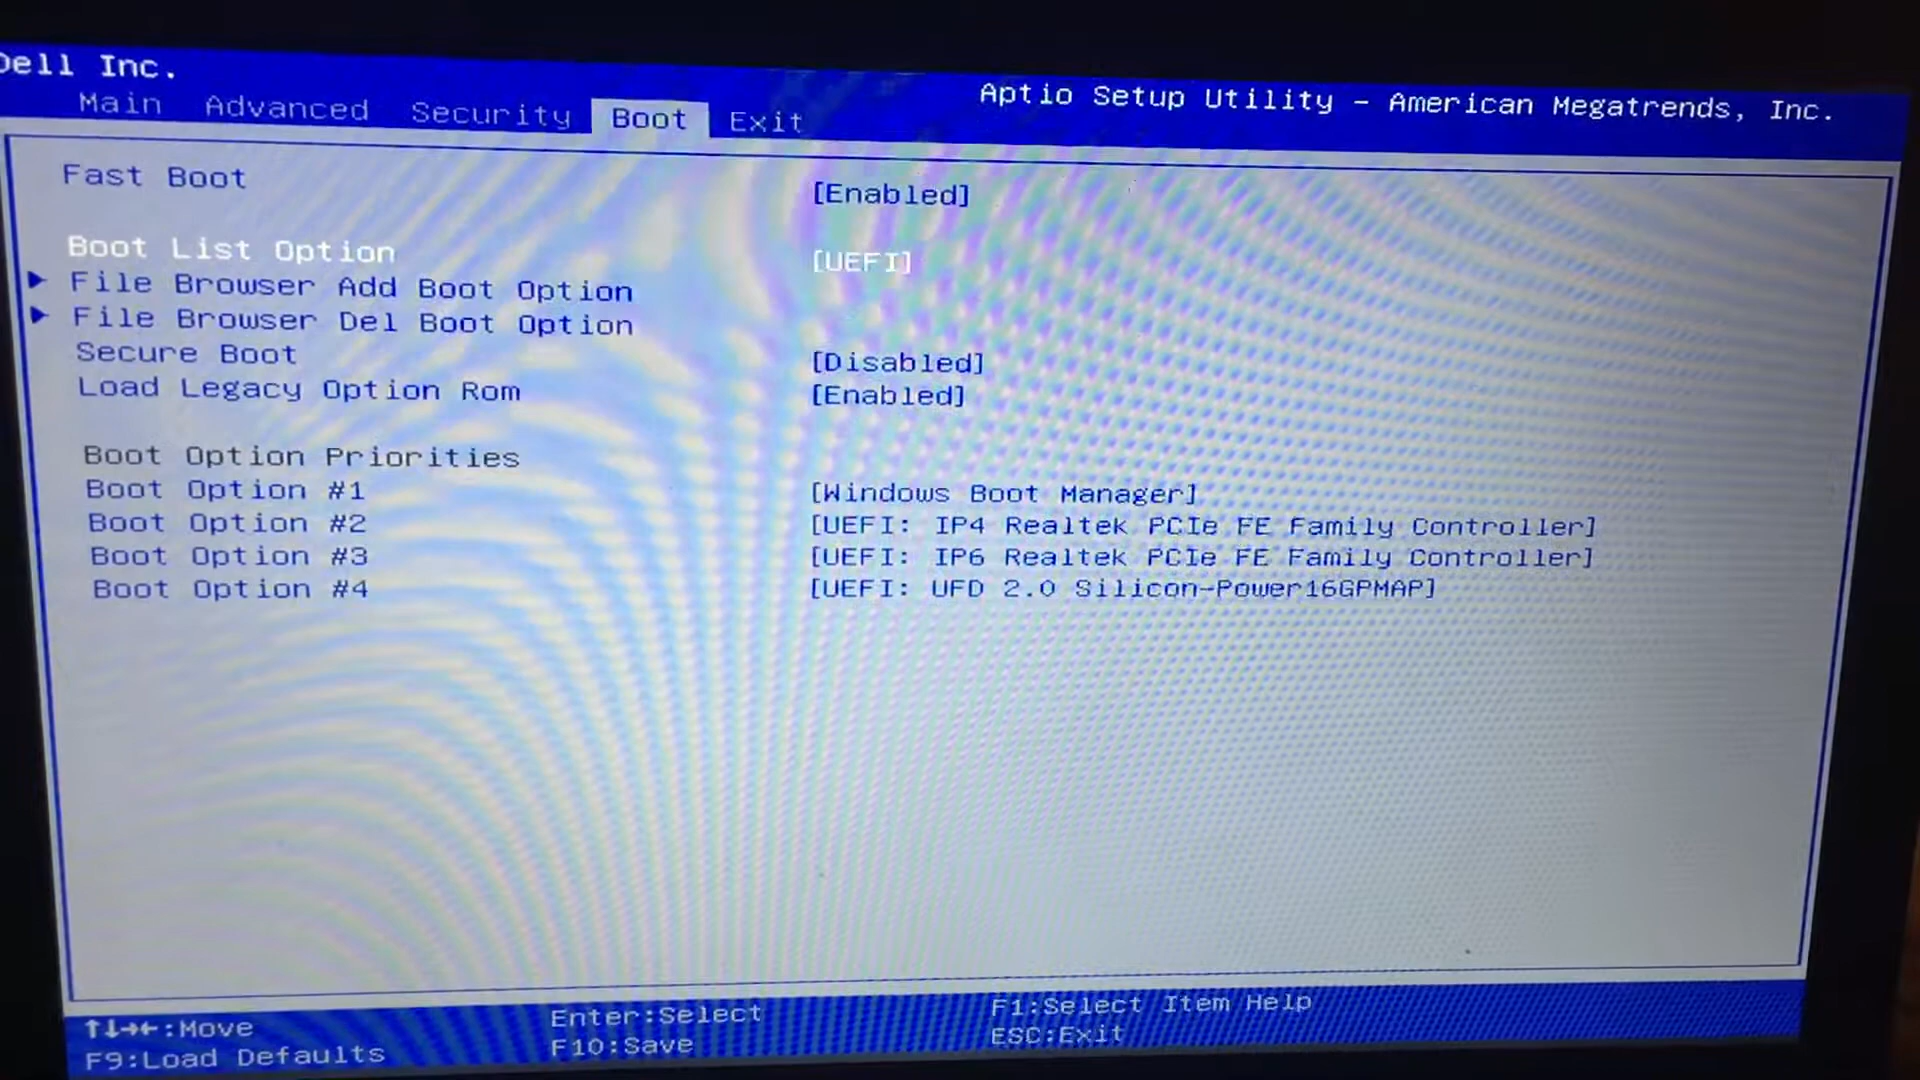 Dell Inc.
Aptio Setup Utility - American Megatrends, Inc.
Main Advanced Security Boot Exit
Fast Boot [Enabled]
Boot List Option [UEFI]
File Browser Add Boot Option
File Browser Del Boot Option
Secure Boot [Disabled]
Load Legacy Option Rom [Enabled]
Boot Option Priorities
Boot Option #1 [Windows Boot Manager]
Boot Option #2 [UEFI: IP4 Realtek PCIe FE Family Controller]
Boot Option #3 [UEFI: IP6 Realtek PCIe FE Family Controller]
Boot Option #4 [UEFI: UFD 2.0 Silicon-Power16GPMAP]
↑↓→←:Move Enter:Select F1:Select Item Help
F9:Load Defaults F10:Save ESC:Exit